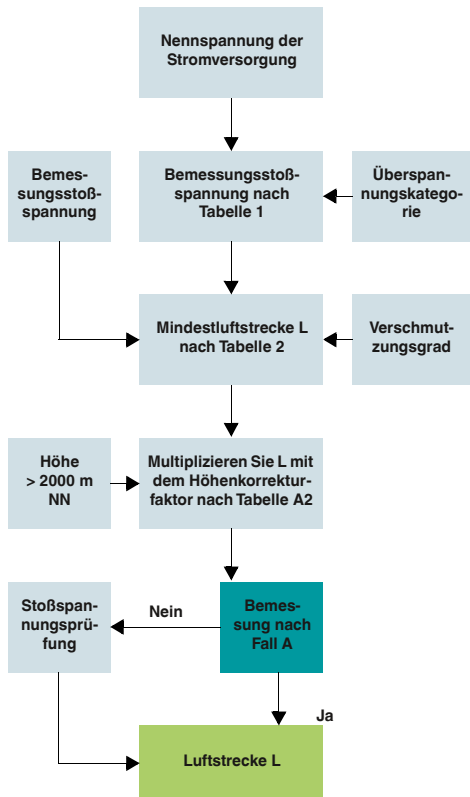 Nennspannung der
Stromversorgung
Bemes-
sungsstoß-
spannung
Bemessungsstoß-
spannung nach
Tabelle 1
Überspan-
nungskatego-
rie
Mindestluftstrecke L
nach Tabelle 2
Verschmut-
zungsgrad
Höhe
> 2000 m
NN
Multiplizieren Sie L mit
dem Höhenkorrektur-
faktor nach Tabelle A2
Stoßspan-
nungsprü-
fung
Nein
Bemes-
sung nach
Fall A
Ja
Luftstrecke L